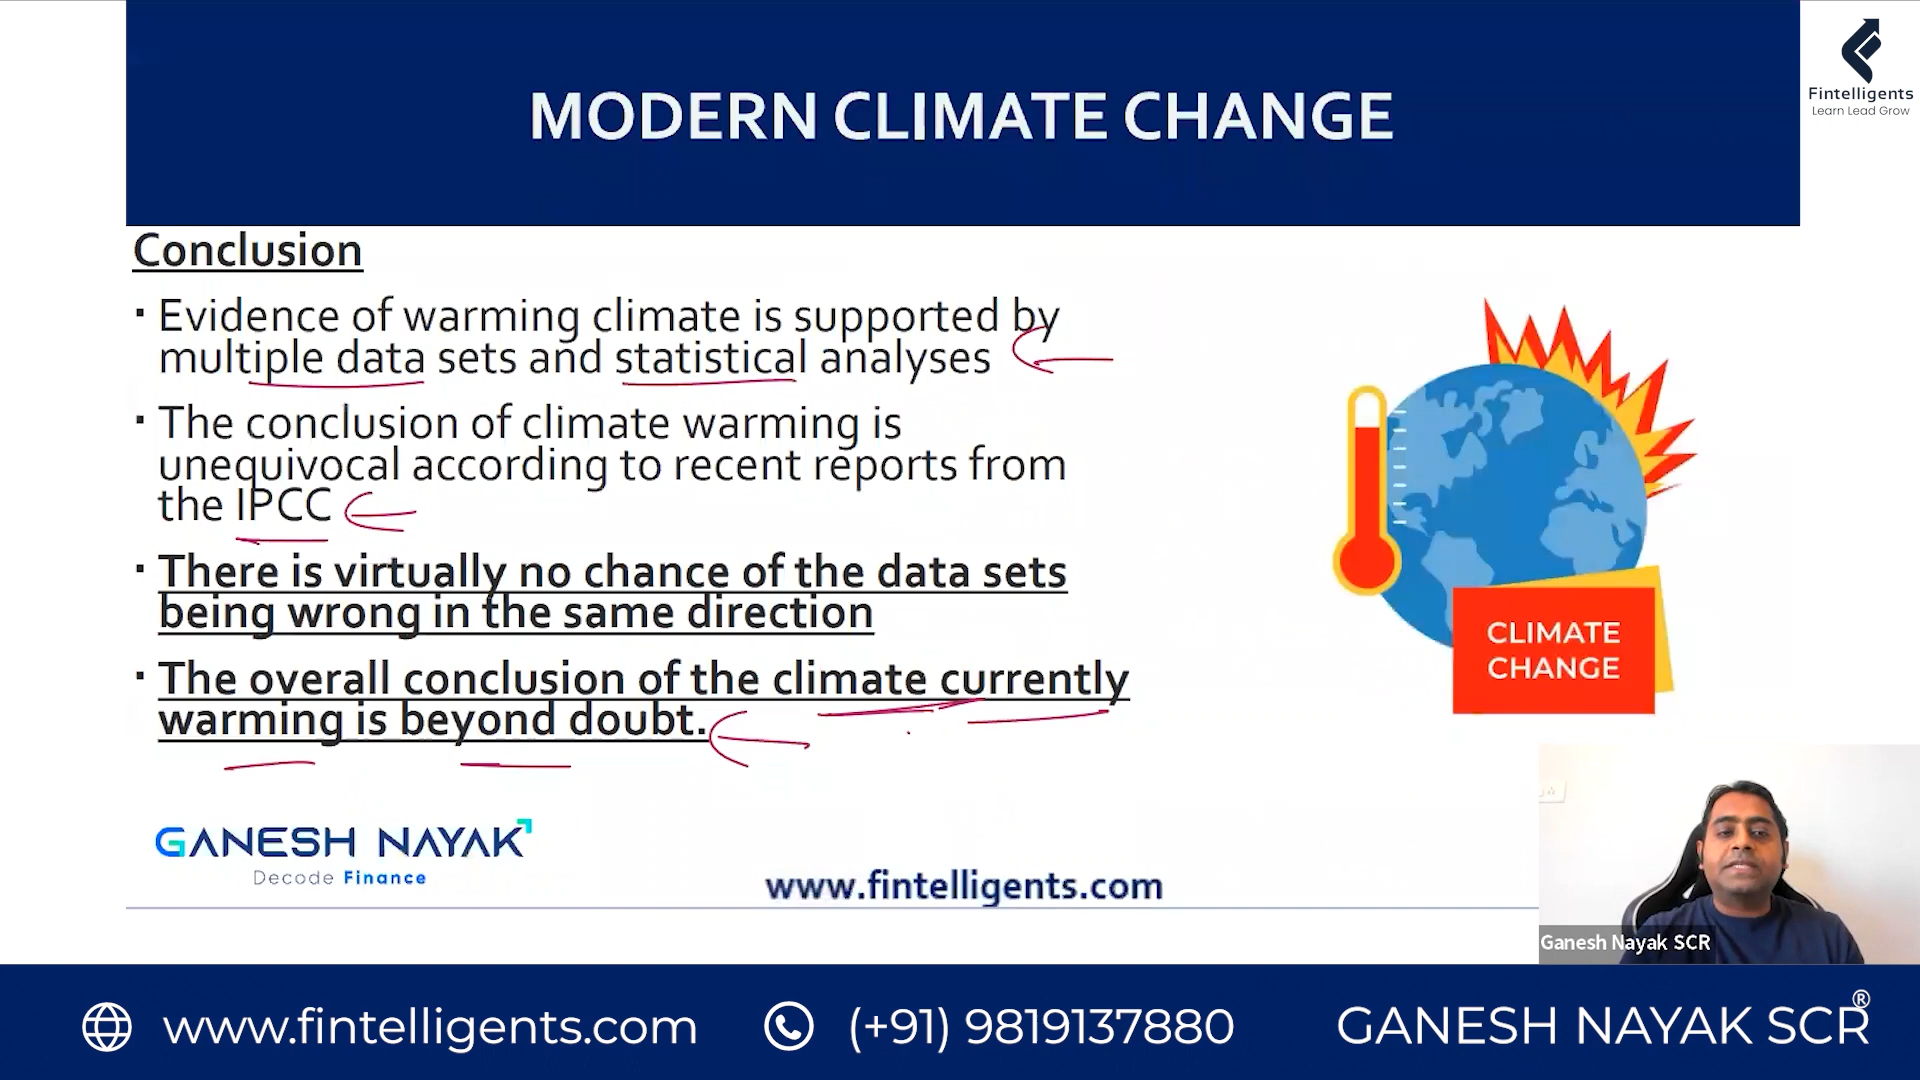 MODERN CLIMATE CHANGE
Fintelligents
Learn Lead Grow
Conclusion
▪ Evidence of warming climate is supported by
multiple data sets and statistical analyses
▪ The conclusion of climate warming is
unequivocal according to recent reports from
the IPCC
▪ There is virtually no chance of the data sets
being wrong in the same direction
▪ The overall conclusion of the climate currently
warming is beyond doubt.
CLIMATE
CHANGE
GANESH NAYAK
Decode Finance
www.fintelligents.com
Ganesh Nayak SCR
www.fintelligents.com
(+91) 9819137880
GANESH NAYAK SCR®